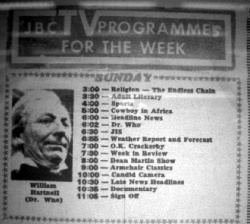 JBC TV PROGRAMMES
FOR THE WEEK
SUNDAY
3:00 — Religion — The Endless Chain
3:30 — Adult Literacy
4:00 — Sports
5:00 — Cowboy in Africa
6:00 — Headline News
6:02 — Dr. Who
6:30 — JIS
6:55 — Weather Report and Forecast
7:00 — O.K. Crackerby
7:30 — Week in Review
8:00 — Dean Martin Show
9:00 — Armchair Classics
10:00 — Candid Camera
10:30 — Late News Headlines
10:35 — Documentary
11:05 — Sign Off
William
Hartnell
(Dr. Who)